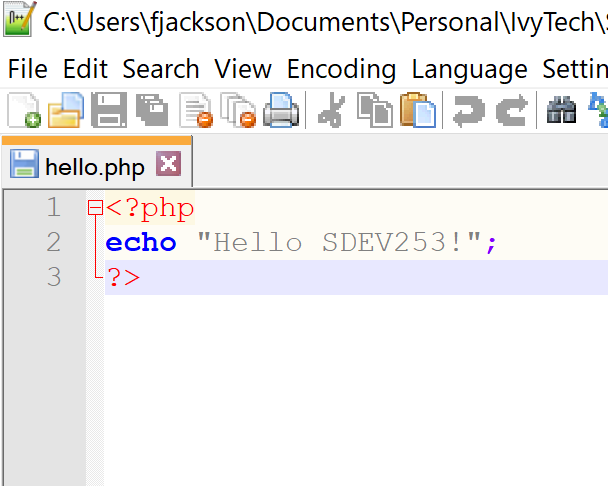 C:\Users\fjackson\Documents\Personal\IvyTech\
File Edit Search View Encoding Language Settin
hello.php
1 <?php
2 echo "Hello SDEV253!";
3 ?>